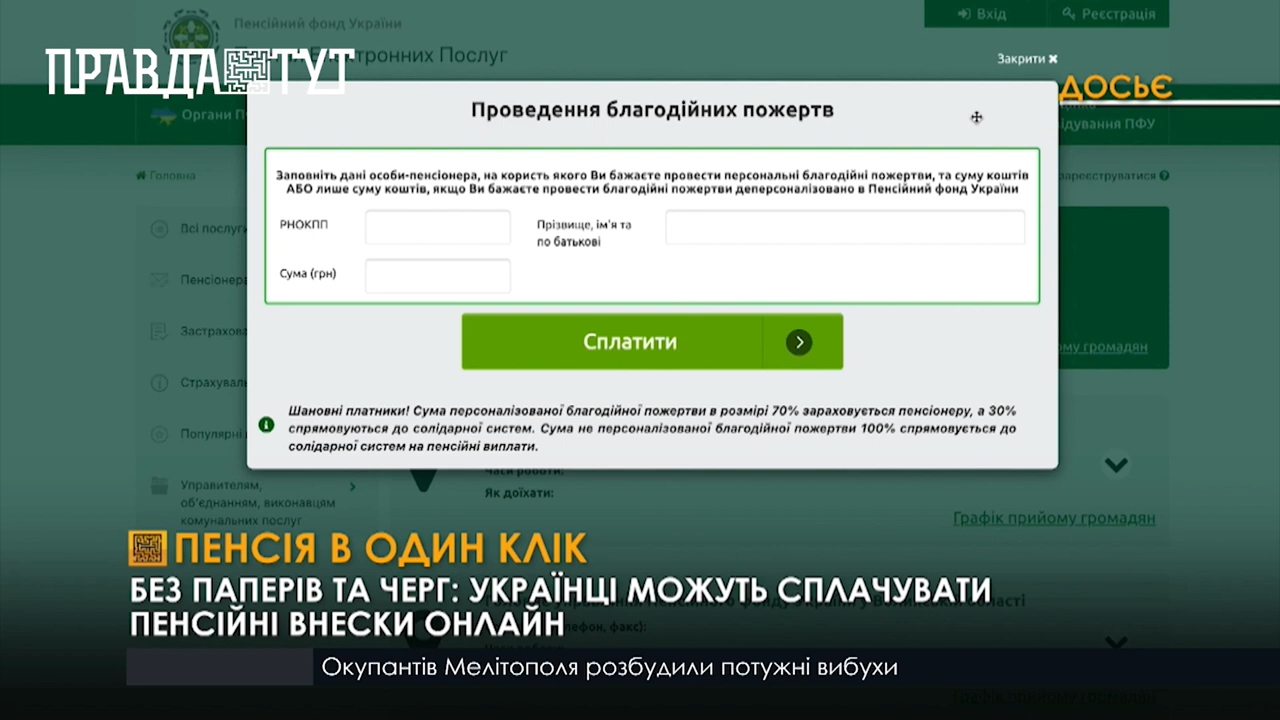 Пенсійний фонд України
Електронних Послуг
Вхід
Реєстрація
ПРАВДА ТУТ
Закрити ×
ДОСЬЄ
Органи
ПФУ
Проведення благодійних пожертв
Головна
Заповніть дані особи-пенсіонера, на користь якого Ви бажаєте провести персональні благодійні пожертви, та суму коштів
АБО лише суму коштів, якщо Ви бажаєте провести благодійні пожертви деперсоналізовано в Пенсійний фонд України
зареєструватися
РНОКПП
Прізвище, ім'я та
по батькові
Всі послуги
Сума (грн)
Сплатити
громадян
Популярні
Шановні платники! Сума персоналізованої благодійної пожертви в розмірі 70% зараховується пенсіонеру, а 30%
спрямовуються до солідарної систем. Сума не персоналізованої благодійної пожертви 100% спрямовується до
солідарної систем на пенсійні виплати.
Часи роботи:
Як доїхати:
Управителям,
об'єднанням, виконавцям
комунальних послуг
Графік прийому громадян
ПЕНСІЯ В ОДИН КЛІК
БЕЗ ПАПЕРІВ ТА ЧЕРГ: УКРАЇНЦІ МОЖУТЬ СПЛАЧУВАТИ
ПЕНСІЙНІ ВНЕСКИ ОНЛАЙН
Окупантів Мелітополя розбудили потужні вибухи